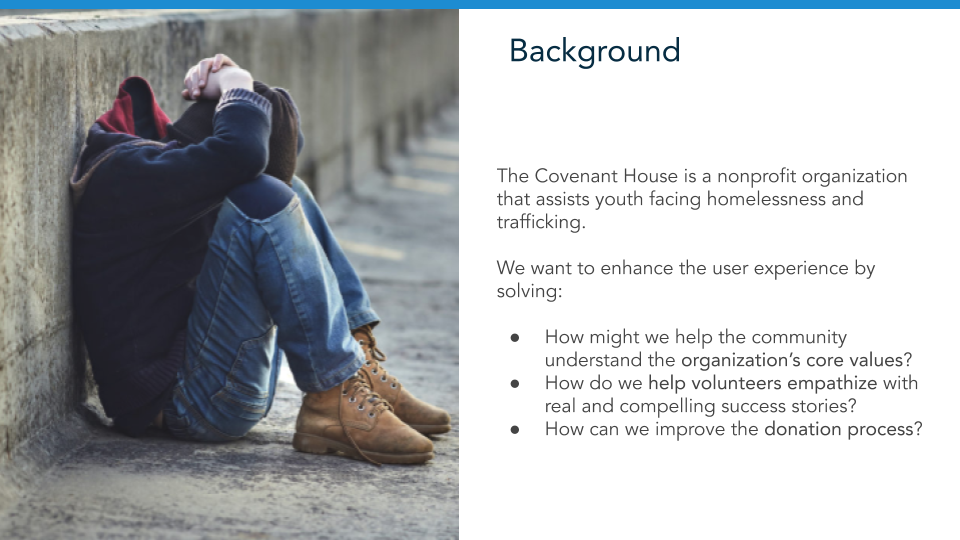 Background
The Covenant House is a nonprofit organization
that assists youth facing homelessness and
trafficking.
We want to enhance the user experience by
solving:
● How might we help the community
understand the organization’s core values?
● How do we help volunteers empathize with
real and compelling success stories?
● How can we improve the donation process?